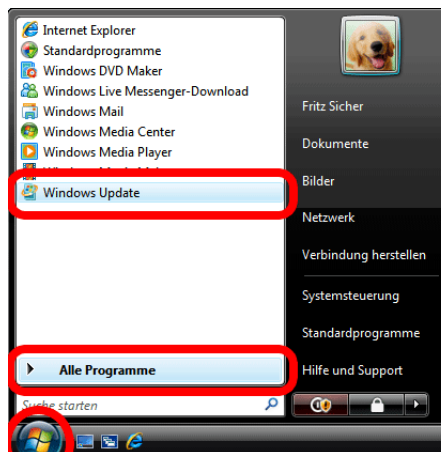 Internet Explorer
Standardprogramme
Windows DVD Maker
Windows Live Messenger-Download
Windows Mail
Windows Media Center
Windows Media Player
Windows Update
Alle Programme
Suche starten
Fritz Sicher
Dokumente
Bilder
Netzwerk
Verbindung herstellen
Systemsteuerung
Standardprogramme
Hilfe und Support